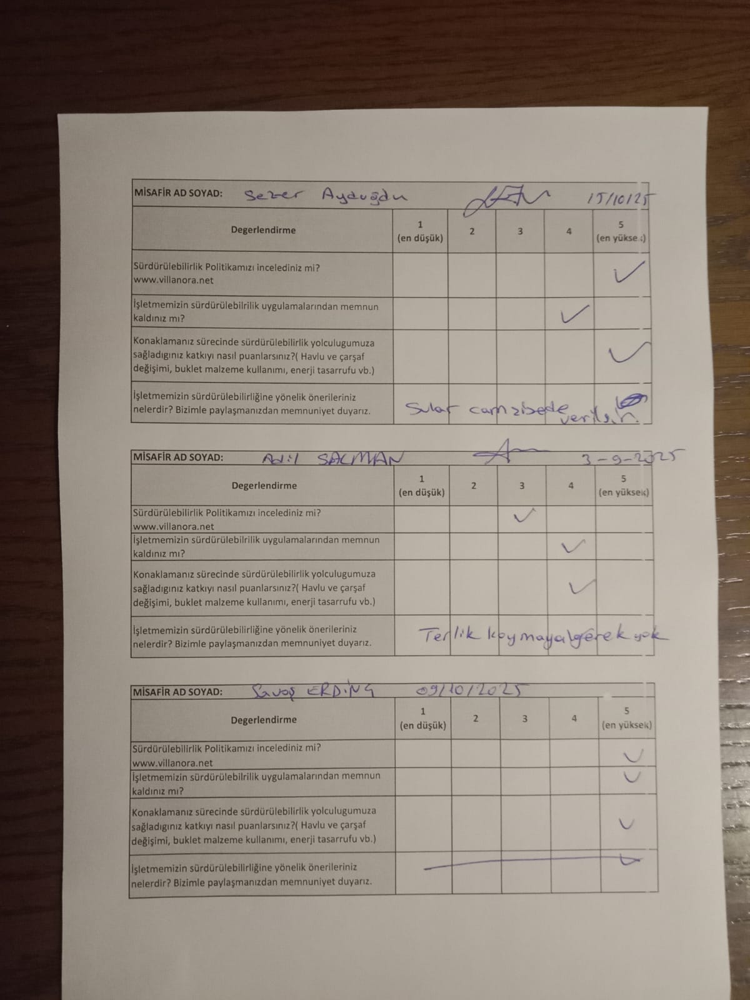 MİSAFİR AD SOYAD: Sezer Aydoğdu 15/10/25
Degerlendirme 1 (en düşük) 2 3 4 5 (en yüksek)
Sürdürülebilirlik Politikamızı incelediniz mi?
www.villanora.net ✓
İşletmemizin sürdürülebilrilik uygulamalarından memnun
kaldınız mı? ✓
Konaklamanız sürecinde sürdürülebilirlik yolculugumuza
sağladıgınız katkıyı nasıl puanlarsınız?( Havlu ve çarşaf
değişimi, buklet malzeme kullanımı, enerji tasarrufu vb.) ✓
İşletmemizin sürdürülebilirliğine yönelik önerileriniz
nelerdir? Bizimle paylaşmanızdan memnuniyet duyarız.
Sular cam şişede
verilsin.
MİSAFİR AD SOYAD: Adil SAÇMAN 3-9-2025
Degerlendirme 1 (en düşük) 2 3 4 5 (en yüksek)
Sürdürülebilirlik Politikamızı incelediniz mi?
www.villanora.net ✓
İşletmemizin sürdürülebilrilik uygulamalarından memnun
kaldınız mı? ✓
Konaklamanız sürecinde sürdürülebilirlik yolculugumuza
sağladıgınız katkıyı nasıl puanlarsınız?( Havlu ve çarşaf
değişimi, buklet malzeme kullanımı, enerji tasarrufu vb.) ✓
İşletmemizin sürdürülebilirliğine yönelik önerileriniz
nelerdir? Bizimle paylaşmanızdan memnuniyet duyarız.
Terlik koymaya gerek yok
MİSAFİR AD SOYAD: Savaş ERDİNÇ 09/10/2025
Degerlendirme 1 (en düşük) 2 3 4 5 (en yüksek)
Sürdürülebilirlik Politikamızı incelediniz mi?
www.villanora.net ✓
İşletmemizin sürdürülebilrilik uygulamalarından memnun
kaldınız mı? ✓
Konaklamanız sürecinde sürdürülebilirlik yolculugumuza
sağladıgınız katkıyı nasıl puanlarsınız?( Havlu ve çarşaf
değişimi, buklet malzeme kullanımı, enerji tasarrufu vb.) ✓
İşletmemizin sürdürülebilirliğine yönelik önerileriniz
nelerdir? Bizimle paylaşmanızdan memnuniyet duyarız.